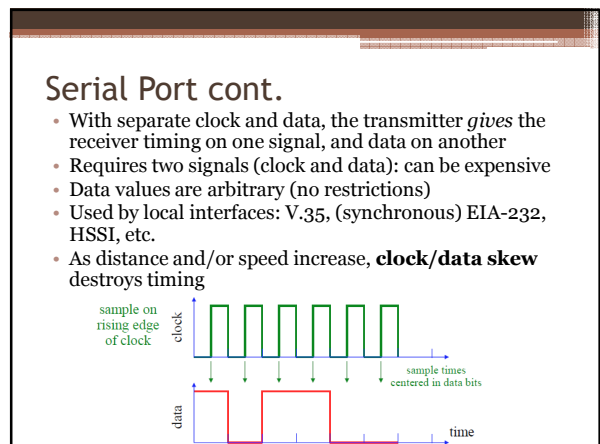 Serial Port cont.
• With separate clock and data, the transmitter gives the
receiver timing on one signal, and data on another
• Requires two signals (clock and data): can be expensive
• Data values are arbitrary (no restrictions)
• Used by local interfaces: V.35, (synchronous) EIA-232,
HSSI, etc.
• As distance and/or speed increase, clock/data skew
destroys timing
sample on
rising edge
of clock
clock
sample times
centered in data bits
data
time